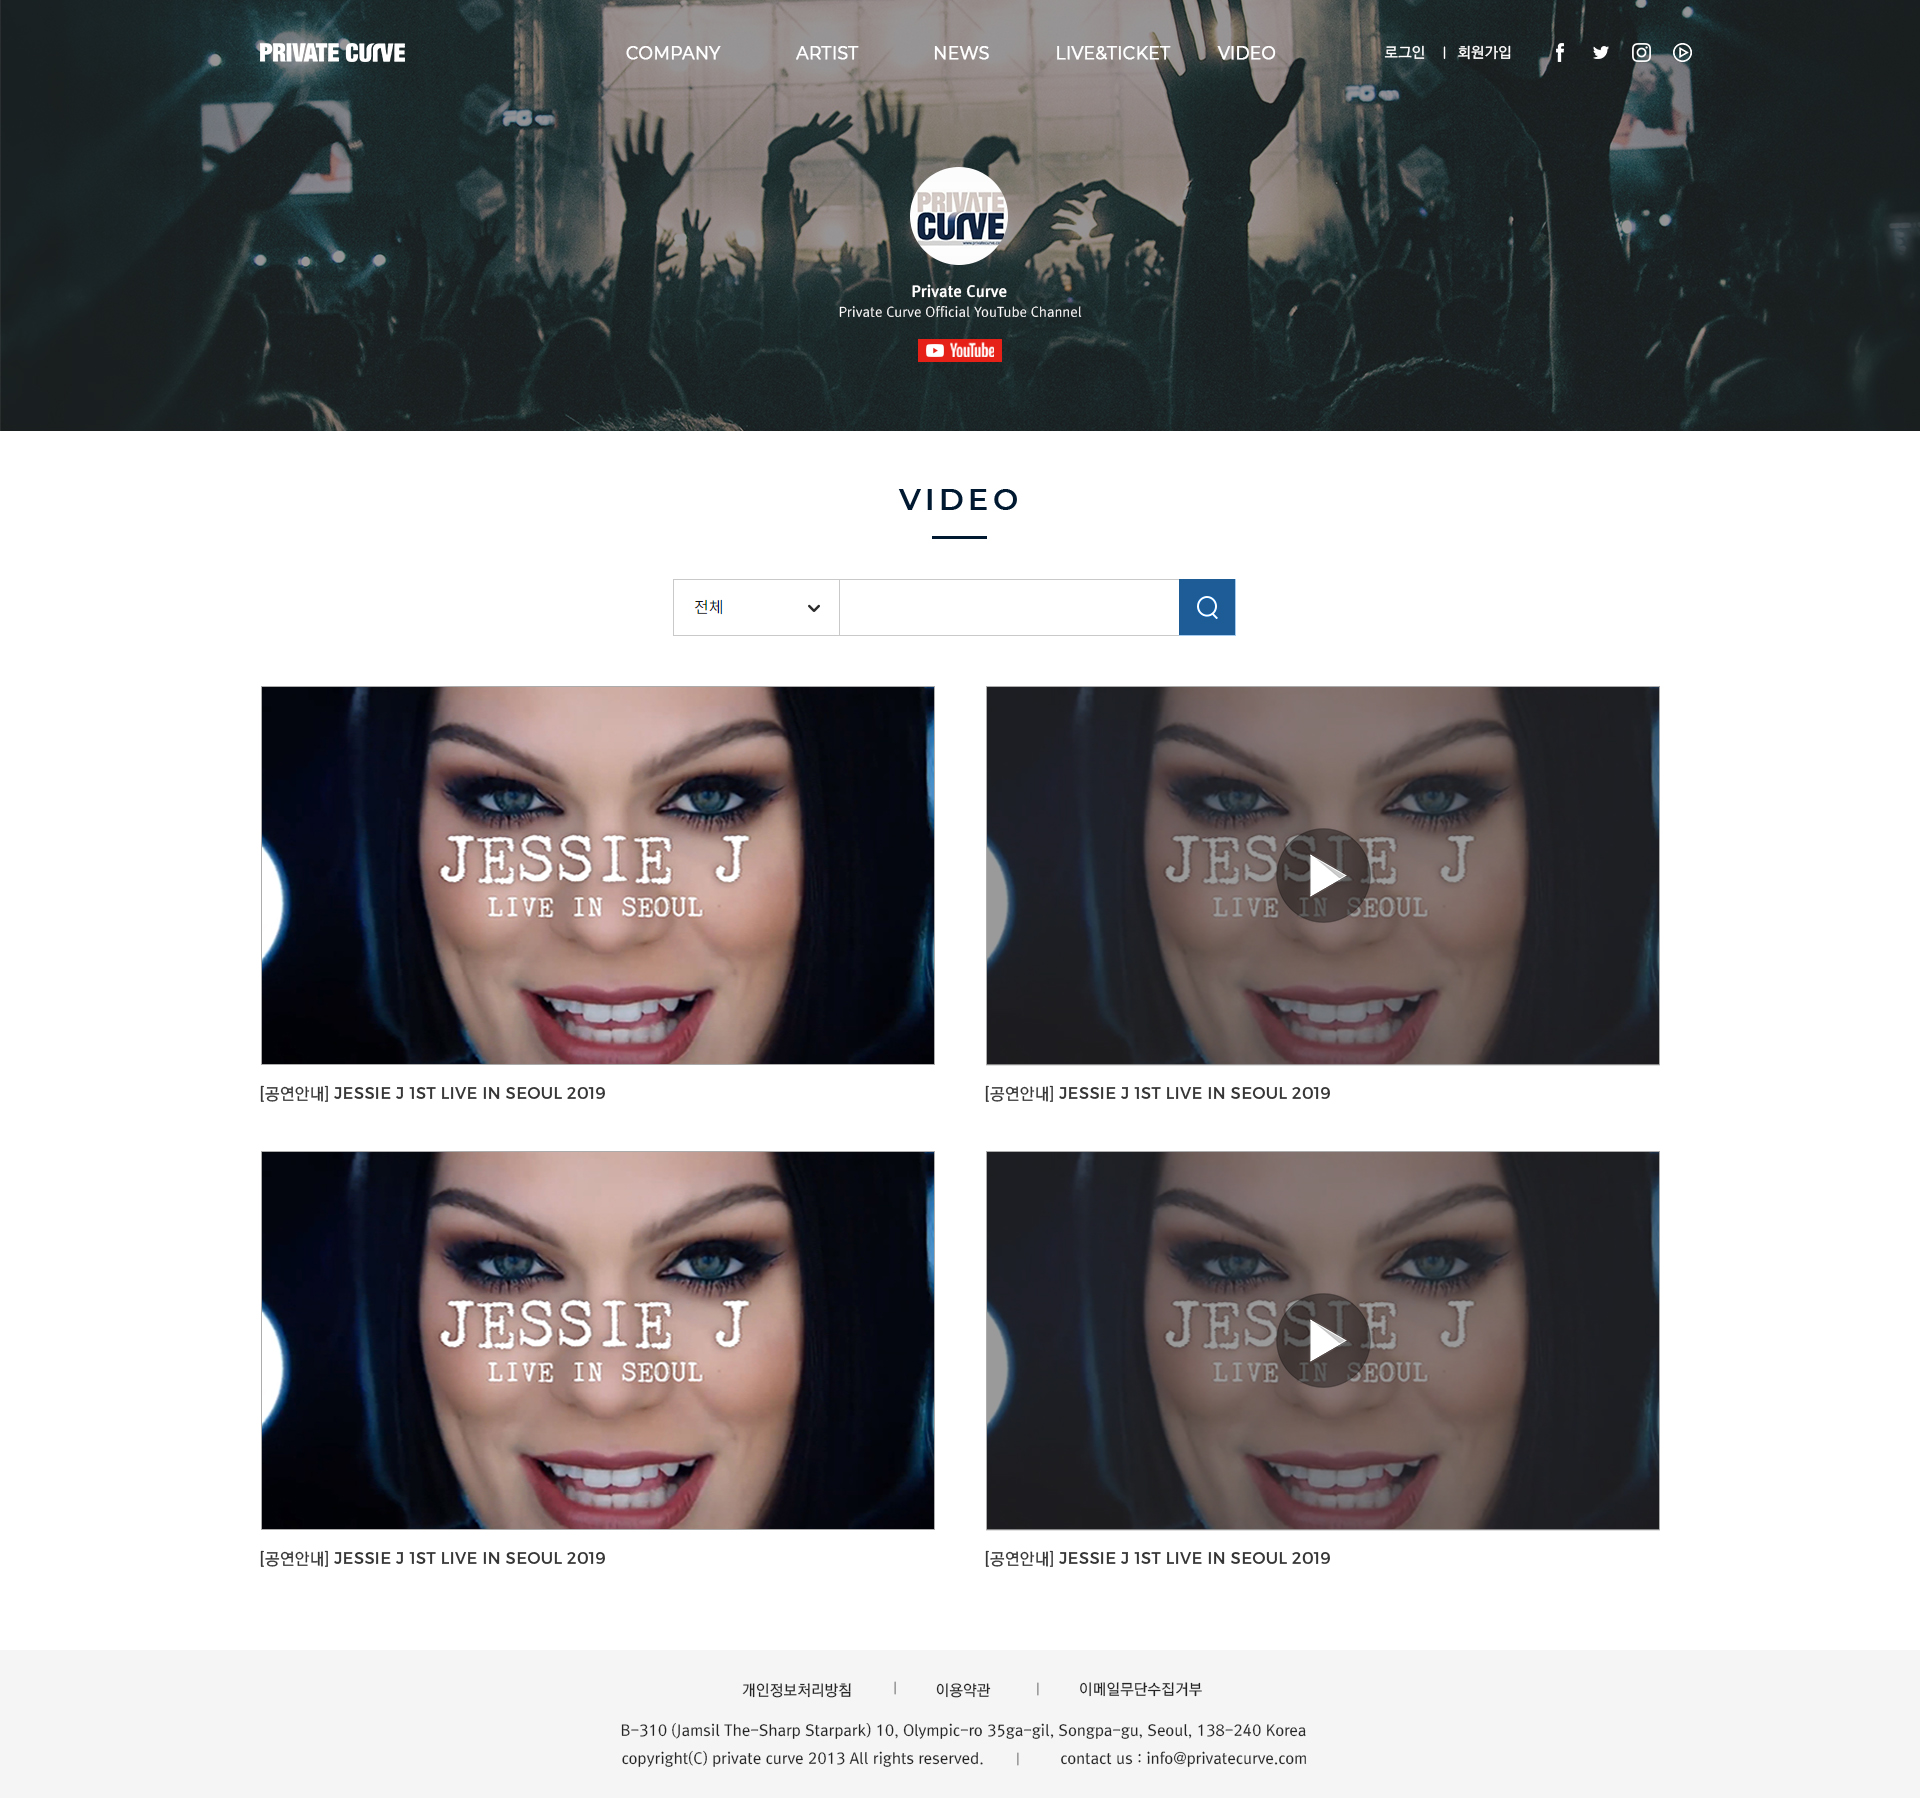 PRIVATE CURVE
COMPANY ARTIST NEWS LIVE&TICKET VIDEO 로그인 | 회원가입
PRIVATE
CURVE
www.privatecurve.com
Private Curve
Private Curve Official YouTube Channel
YouTube
VIDEO
전체
JESSIE J
LIVE IN SEOUL
JESSIE J
LIVE IN SEOUL
[공연안내] JESSIE J 1ST LIVE IN SEOUL 2019
[공연안내] JESSIE J 1ST LIVE IN SEOUL 2019
JESSIE J
LIVE IN SEOUL
JESSIE J
LIVE IN SEOUL
[공연안내] JESSIE J 1ST LIVE IN SEOUL 2019
[공연안내] JESSIE J 1ST LIVE IN SEOUL 2019
개인정보처리방침 | 이용약관 | 이메일무단수집거부
B-310 (Jamsil The-Sharp Starpark) 10, Olympic-ro 35ga-gil, Songpa-gu, Seoul, 138-240 Korea
copyright(C) private curve 2013 All rights reserved. | contact us : info@privatecurve.com